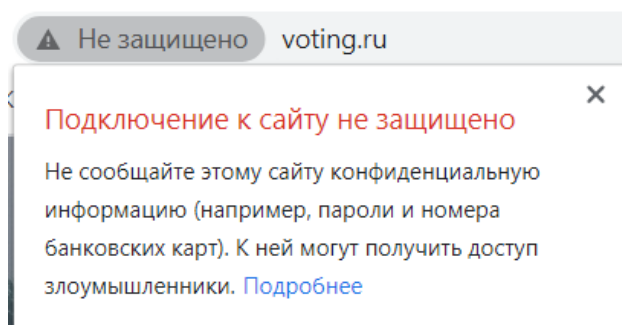 Не защищено voting.ru
Подключение к сайту не защищено
Не сообщайте этому сайту конфиденциальную
информацию (например, пароли и номера
банковских карт). К ней могут получить доступ
злоумышленники. Подробнее